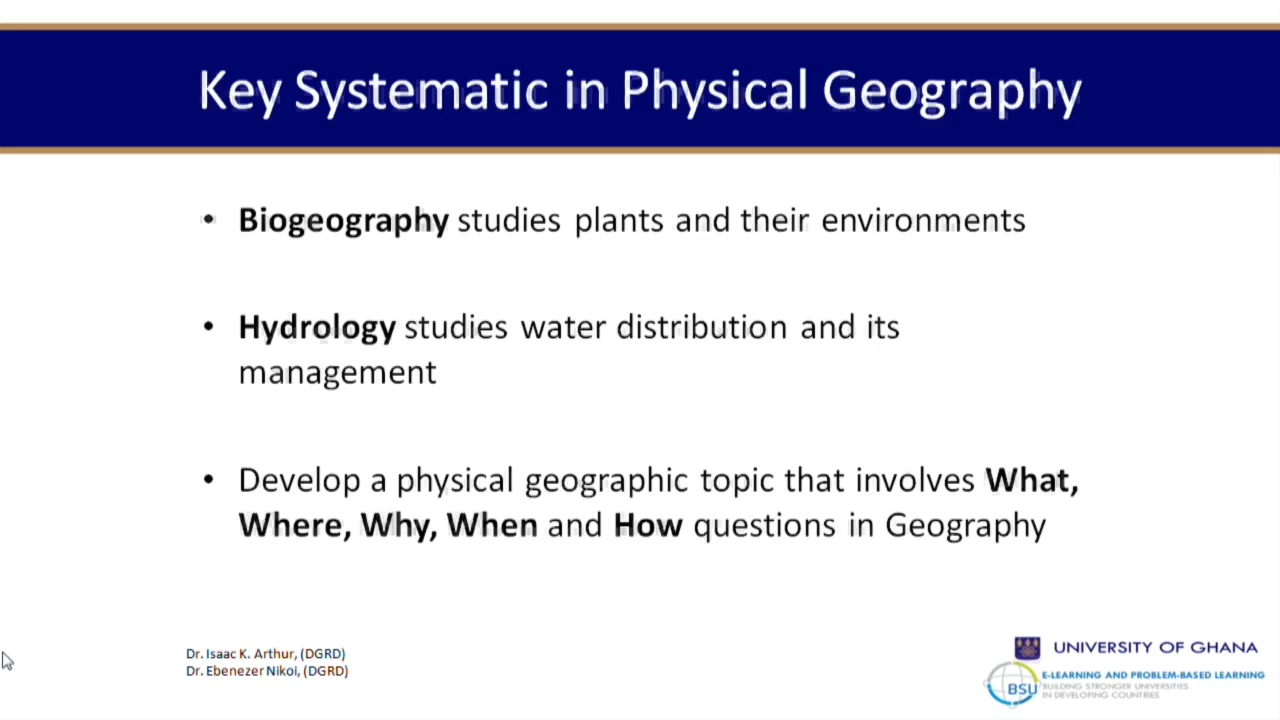 Key Systematic in Physical Geography
• Biogeography studies plants and their environments
• Hydrology studies water distribution and its
management
• Develop a physical geographic topic that involves What,
Where, Why, When and How questions in Geography
Dr. Isaac K. Arthur, (DGRD)
Dr. Ebenezer Nikoi, (DGRD)
UNIVERSITY OF GHANA
BSU
E-LEARNING AND PROBLEM-BASED LEARNING
BUILDING STRONGER UNIVERSITIES
IN DEVELOPING COUNTRIES